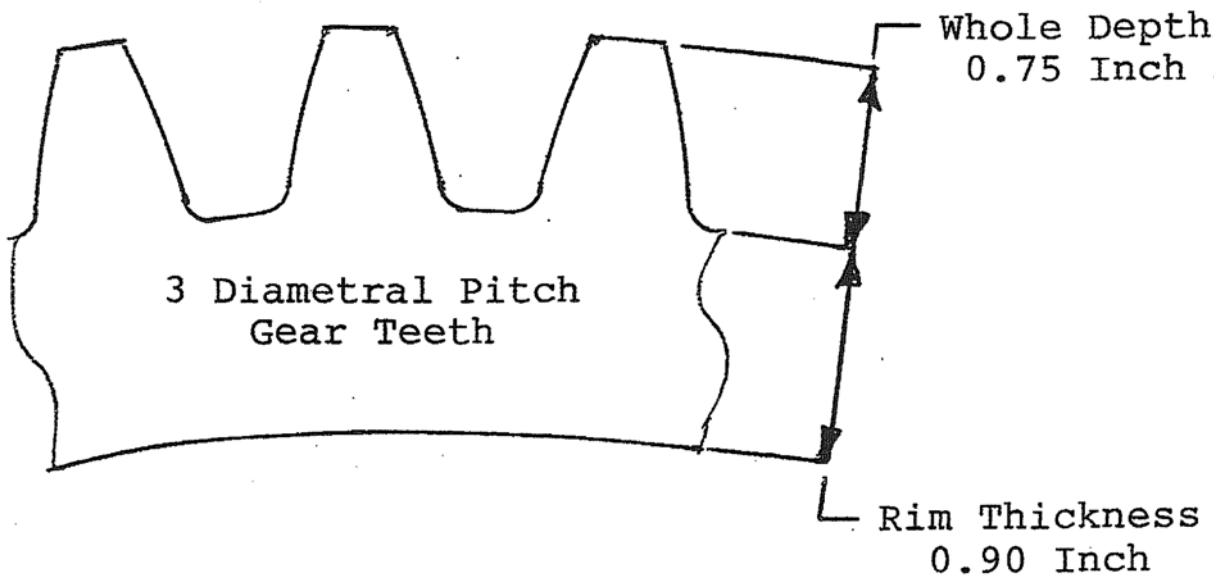 Whole Depth
0.75 Inch
3 Diametral Pitch
Gear Teeth
Rim Thickness
0.90 Inch